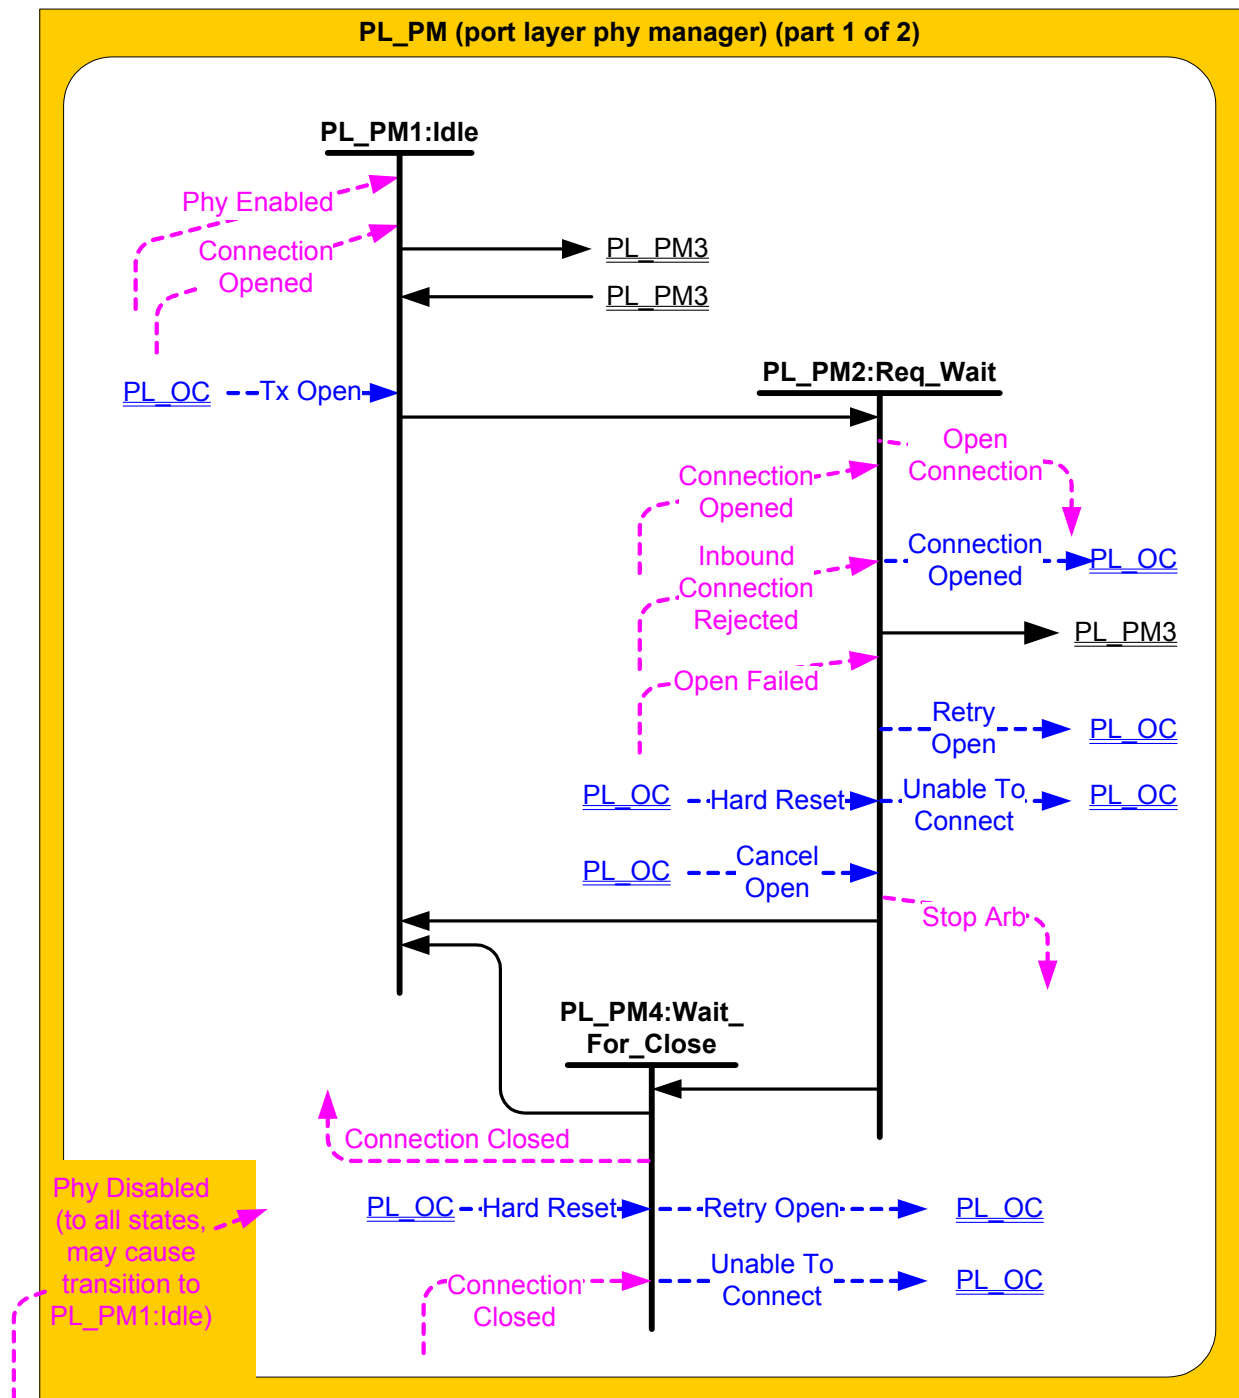 PL_PM (port layer phy manager) (part 1 of 2)
PL_PM1:Idle
Phy Enabled
Connection
Opened
PL_PM3
PL_PM3
PL_OC
Tx Open
PL_PM2:Req_Wait
Open
Connection
Connection
Opened
Inbound
Connection
Rejected
Connection
Opened
PL_OC
PL_PM3
Open Failed
Retry
Open
PL_OC
PL_OC
Hard Reset
Unable To
Connect
PL_OC
PL_OC
Cancel
Open
Stop Arb
PL_PM4:Wait_
For_Close
Connection Closed
Phy Disabled
(to all states,
may cause
transition to
PL_PM1:Idle)
PL_OC
Hard Reset
Retry Open
PL_OC
Connection
Closed
Unable To
Connect
PL_OC